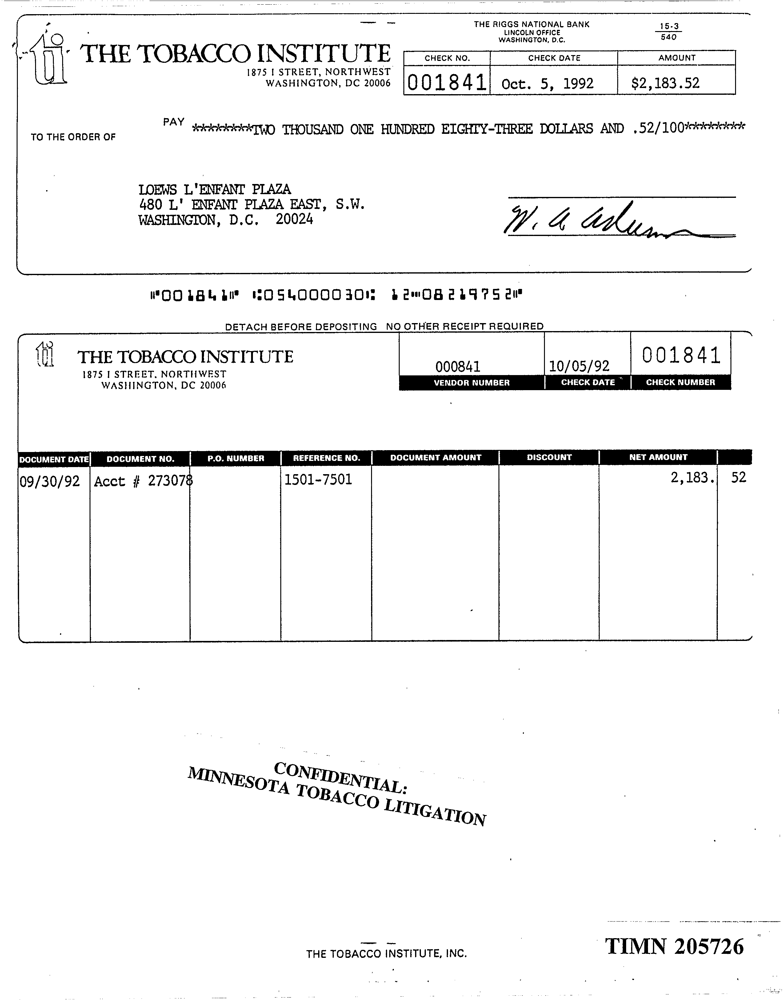 THE RIGGS NATIONAL BANK
LINCOLN OFFICE
WASHINGTON, D.C.
15-3
540
ti THE TOBACCO INSTITUTE
1875 I STREET, NORTHWEST
WASHINGTON, DC 20006
CHECK NO. CHECK DATE AMOUNT
001841 Oct. 5, 1992 $2,183.52
PAY ********TWO THOUSAND ONE HUNDRED EIGHTY-THREE DOLLARS AND .52/100********
TO THE ORDER OF
LOEWS L'ENFANT PLAZA
480 L' ENFANT PLAZA EAST, S.W.
WASHINGTON, D.C. 20024
W. A Adams
⑈001841⑈ ⑆054000030⑆ 12⑈08219752⑈
DETACH BEFORE DEPOSITING NO OTHER RECEIPT REQUIRED
ti THE TOBACCO INSTITUTE
1875 I STREET, NORTHWEST
WASHINGTON, DC 20006
000841 10/05/92 001841
VENDOR NUMBER CHECK DATE CHECK NUMBER
DOCUMENT DATE DOCUMENT NO. P.O. NUMBER REFERENCE NO. DOCUMENT AMOUNT DISCOUNT NET AMOUNT
09/30/92 Acct # 273078 1501-7501 2,183. 52
CONFIDENTIAL:
MINNESOTA TOBACCO LITIGATION
THE TOBACCO INSTITUTE, INC.
TIMN 205726